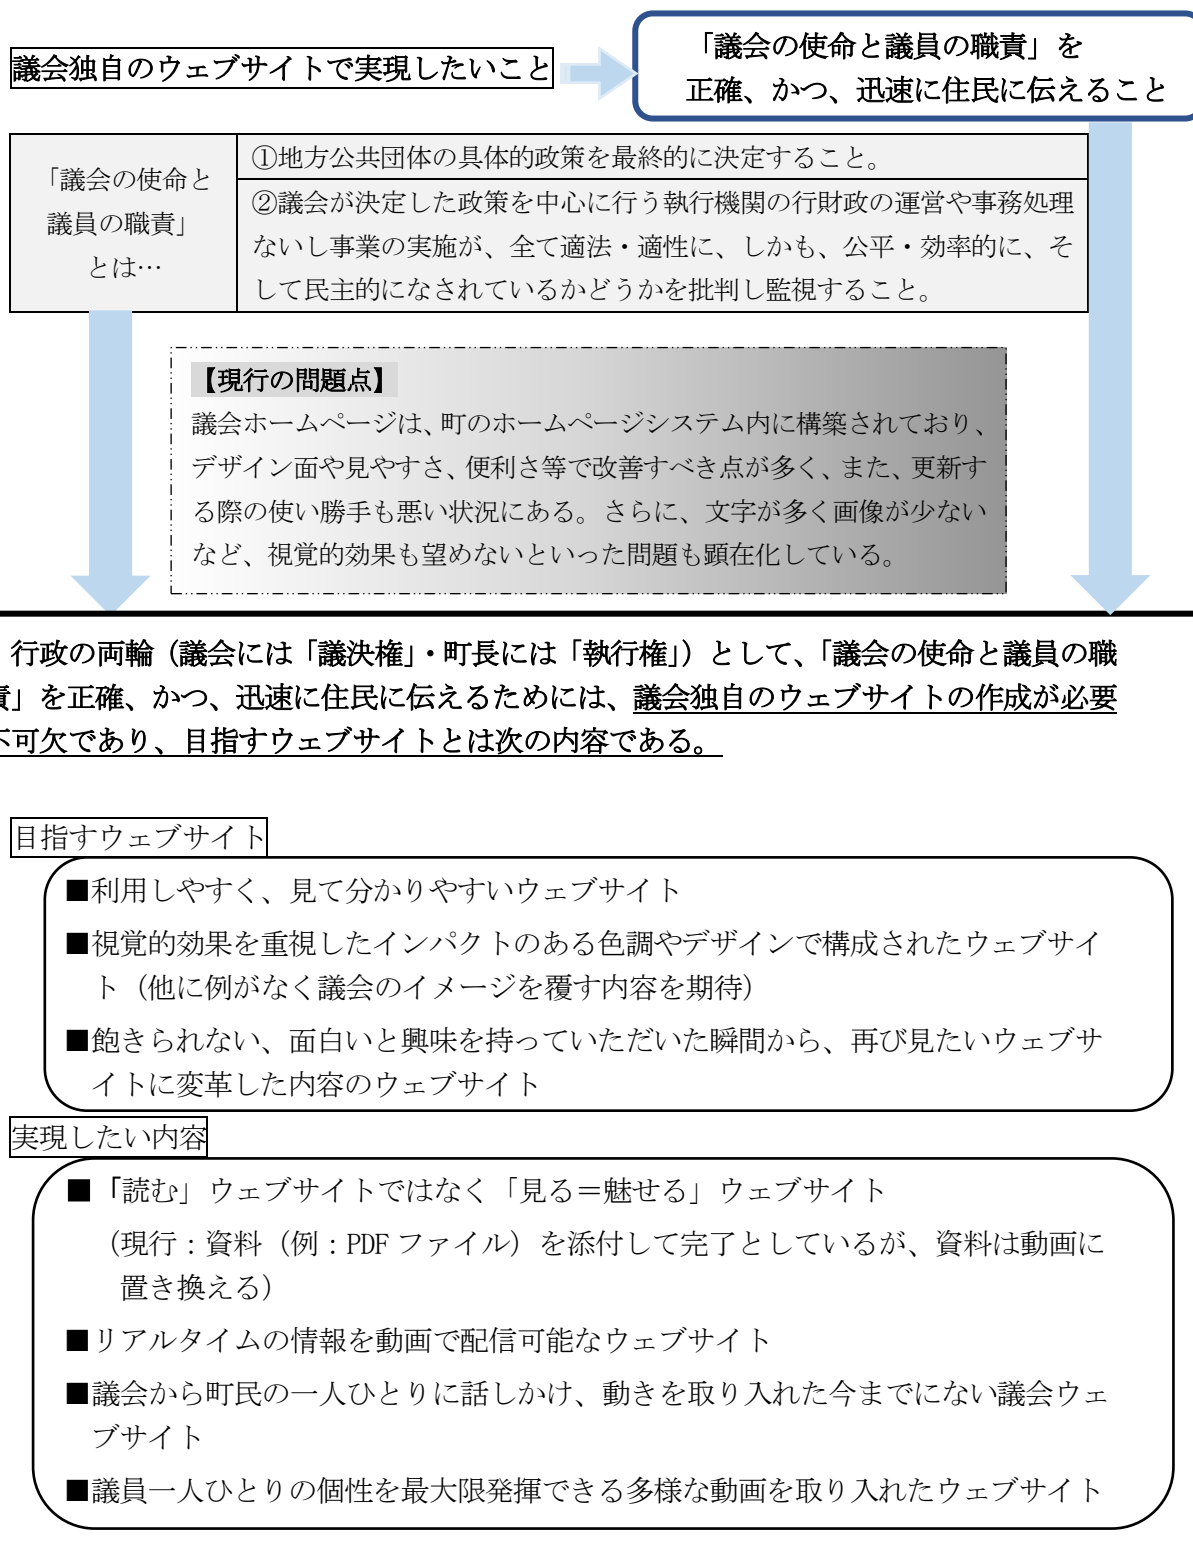 議会独自のウェブサイトで実現したいこと
「議会の使命と議員の職責」を
正確、かつ、迅速に住民に伝えること
「議会の使命と
議員の職責」
とは…
①地方公共団体の具体的政策を最終的に決定すること。
②議会が決定した政策を中心に行う執行機関の行財政の運営や事務処理
ないし事業の実施が、全て適法・適性に、しかも、公平・効率的に、そ
して民主的になされているかどうかを批判し監視すること。
【現行の問題点】
議会ホームページは、町のホームページシステム内に構築されており、
デザイン面や見やすさ、便利さ等で改善すべき点が多く、また、更新す
る際の使い勝手も悪い状況にある。さらに、文字が多く画像が少ない
など、視覚的効果も望めないといった問題も顕在化している。
行政の両輪（議会には「議決権」・町長には「執行権」）として、「議会の使命と議員の職
責」を正確、かつ、迅速に住民に伝えるためには、議会独自のウェブサイトの作成が必要
不可欠であり、目指すウェブサイトとは次の内容である。
目指すウェブサイト
■利用しやすく、見て分かりやすいウェブサイト
■視覚的効果を重視したインパクトのある色調やデザインで構成されたウェブサイ
ト（他に例がなく議会のイメージを覆す内容を期待）
■飽きられない、面白いと興味を持っていただいた瞬間から、再び見たいウェブサ
イトに変革した内容のウェブサイト
実現したい内容
■「読む」ウェブサイトではなく「見る＝魅せる」ウェブサイト
（現行：資料（例：PDFファイル）を添付して完了としているが、資料は動画に
置き換える）
■リアルタイムの情報を動画で配信可能なウェブサイト
■議会から町民の一人ひとりに話しかけ、動きを取り入れた今までにない議会ウェ
ブサイト
■議員一人ひとりの個性を最大限発揮できる多様な動画を取り入れたウェブサイト